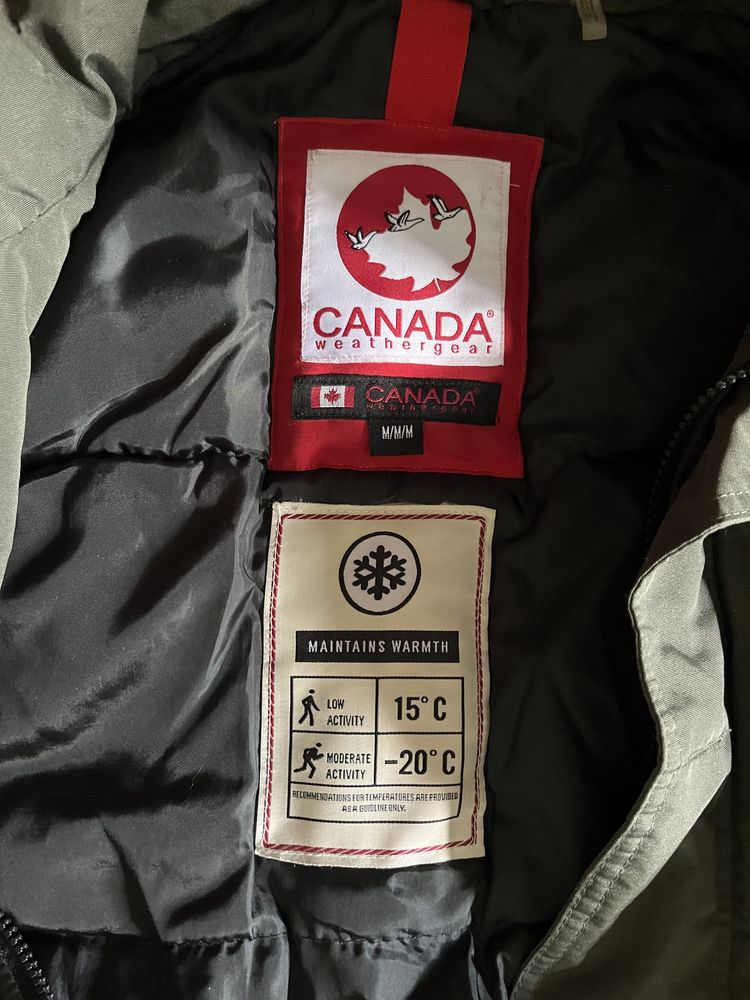 CANADA®
weathergear
CANADA®
weathergear
M/M/M
MAINTAINS WARMTH
LOW
ACTIVITY
15°C
MODERATE
ACTIVITY
-20°C
RECOMMENDATIONS FOR TEMPERATURES ARE PROVIDED
AS A GUIDLINE ONLY.